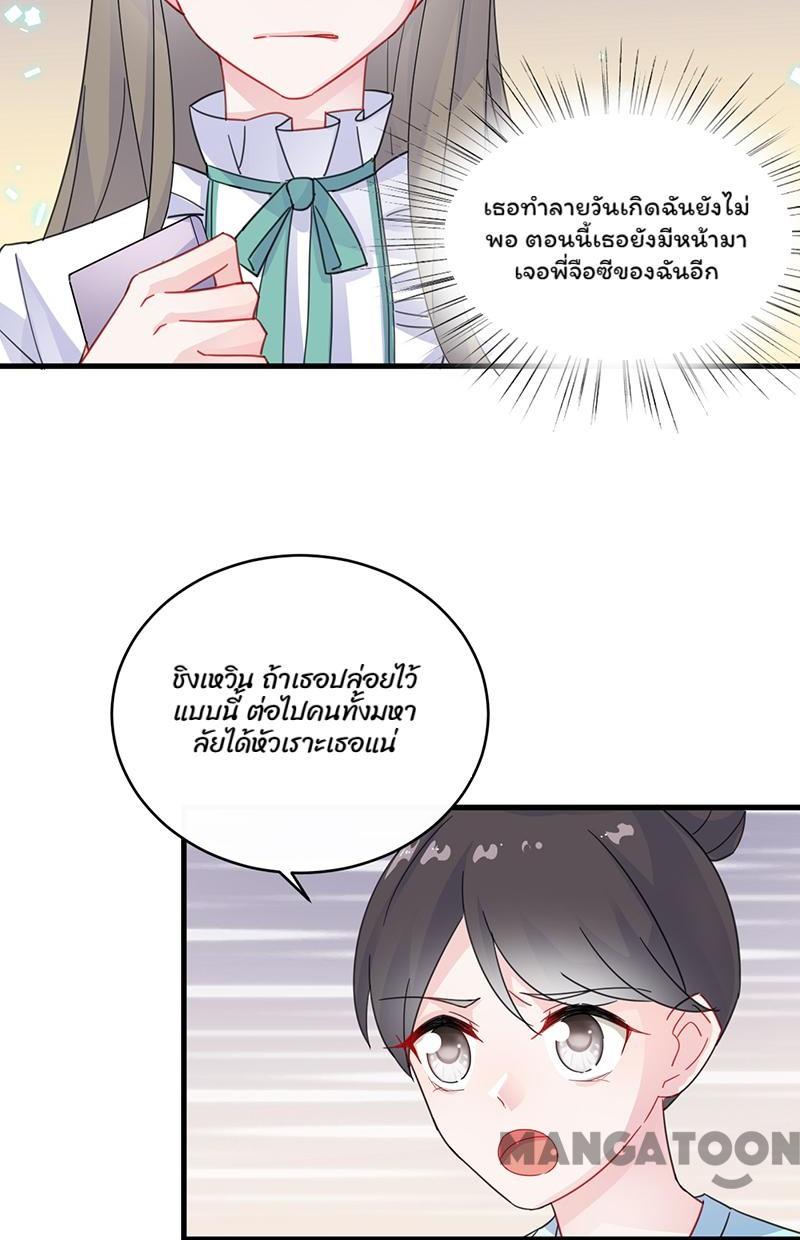 เธอทำลายวันเกิดฉันยังไม่
พอ ตอนนี้เธอยังมีหน้ามา
เจอพี่จือซีของฉันอีก
ชิงเหวิน ถ้าเธอปล่อยไว้
แบบนี้ ต่อไปคนทั้งมหา
ลัยได้หัวเราะเธอแน่
MANGATOON